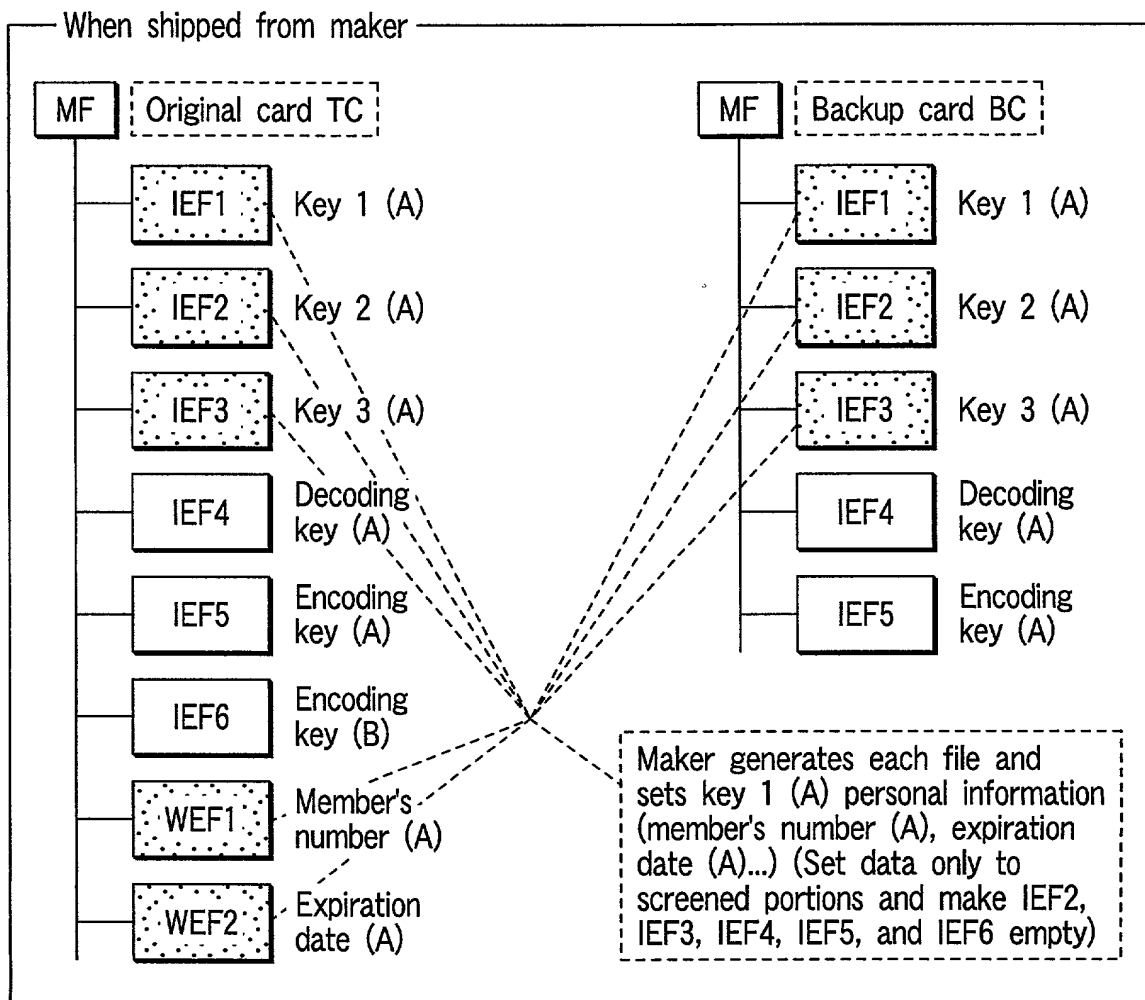 When shipped from maker
MF
Original card TC
IEF1
Key 1 (A)
IEF2
Key 2 (A)
IEF3
Key 3 (A)
IEF4
Decoding
key (A)
IEF5
Encoding
key (A)
IEF6
Encoding
key (B)
WEF1
Member's
number (A)
WEF2
Expiration
date (A)
MF
Backup card BC
IEF1
Key 1 (A)
IEF2
Key 2 (A)
IEF3
Key 3 (A)
IEF4
Decoding
key (A)
IEF5
Encoding
key (A)
Maker generates each file and
sets key 1 (A) personal information
(member's number (A), expiration
date (A)...) (Set data only to
screened portions and make IEF2,
IEF3, IEF4, IEF5, and IEF6 empty)